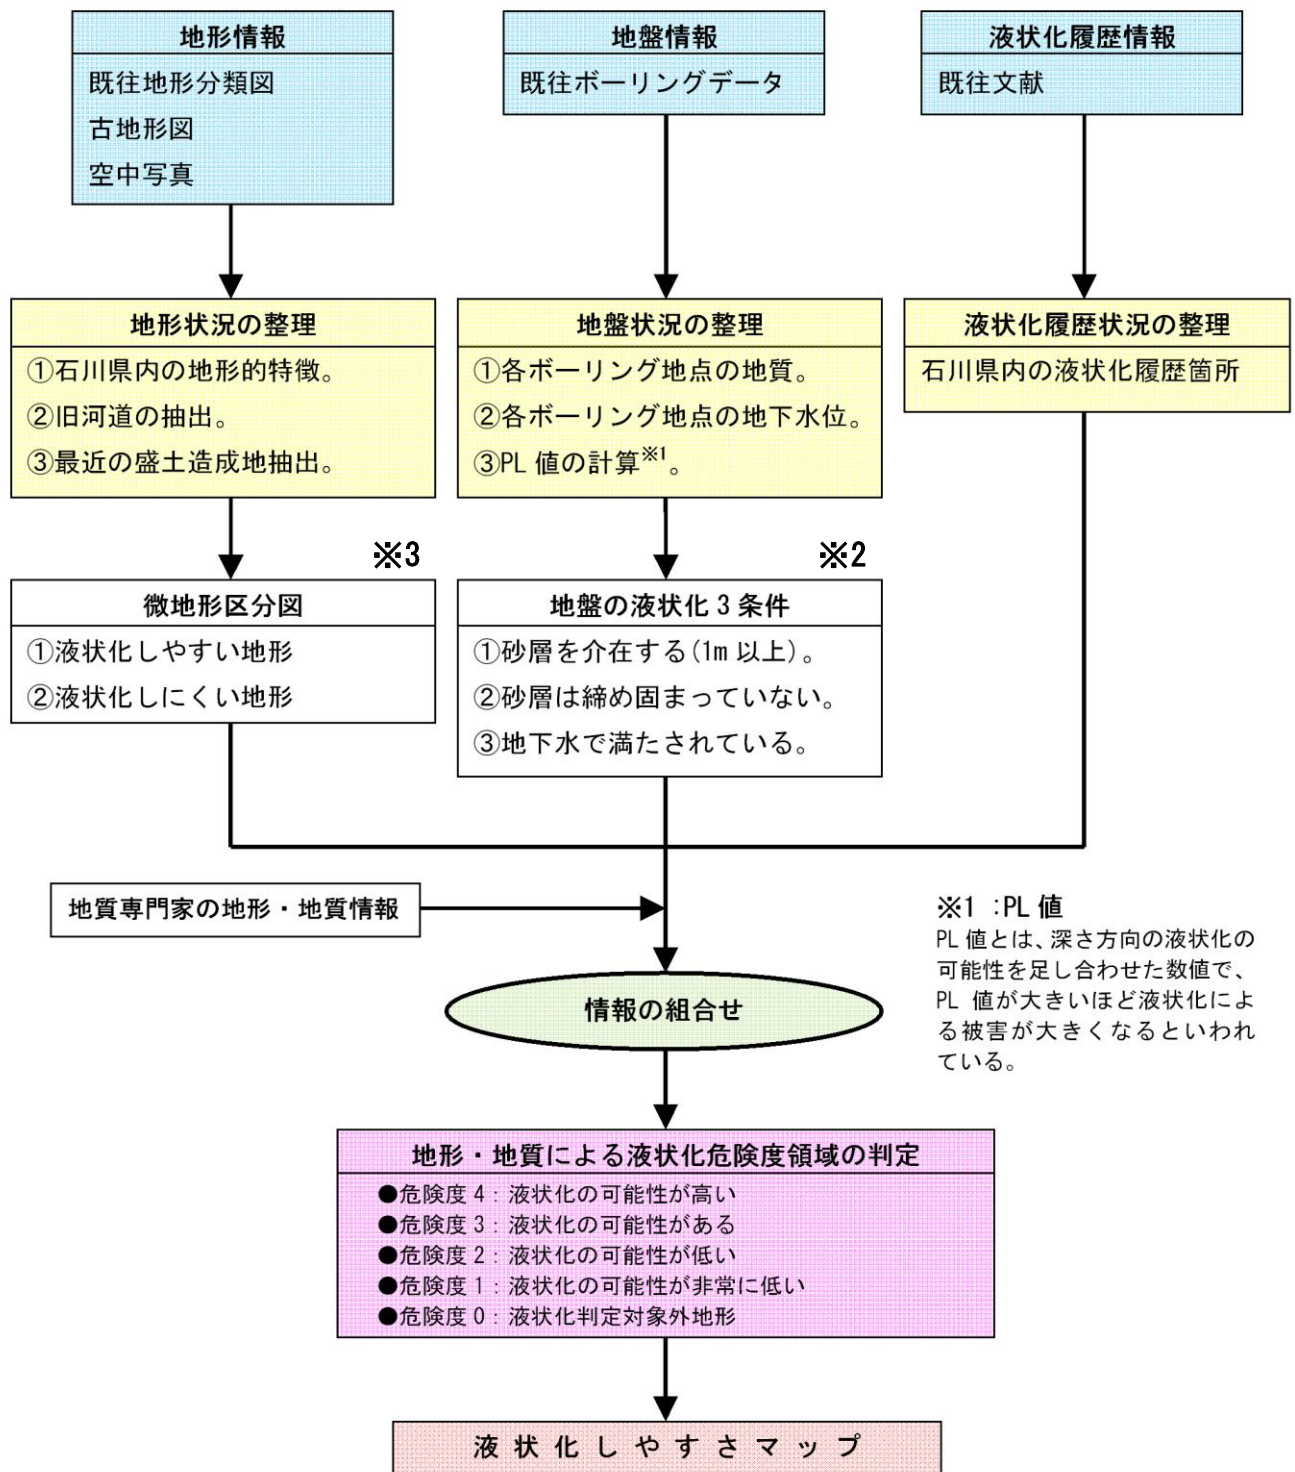 地形情報
既往地形分類図
古地形図
空中写真
地盤情報
既往ボーリングデータ
液状化履歴情報
既往文献
地形状況の整理
①石川県内の地形的特徴。
②旧河道の抽出。
③最近の盛土造成地抽出。
地盤状況の整理
①各ボーリング地点の地質。
②各ボーリング地点の地下水位。
③PL 値の計算※1。
液状化履歴状況の整理
石川県内の液状化履歴箇所
※3
微地形区分図
①液状化しやすい地形
②液状化しにくい地形
※2
地盤の液状化 3 条件
①砂層を介在する(1m 以上)。
②砂層は締め固まっていない。
③地下水で満たされている。
地質専門家の地形・地質情報
※1 :PL 値
PL 値とは、深さ方向の液状化の
可能性を足し合わせた数値で、
PL 値が大きいほど液状化によ
る被害が大きくなるといわれ
ている。
情報の組合せ
地形・地質による液状化危険度領域の判定
●危険度 4：液状化の可能性が高い
●危険度 3：液状化の可能性がある
●危険度 2：液状化の可能性が低い
●危険度 1：液状化の可能性が非常に低い
●危険度 0：液状化判定対象外地形
液 状 化 し や す さ マ ッ プ